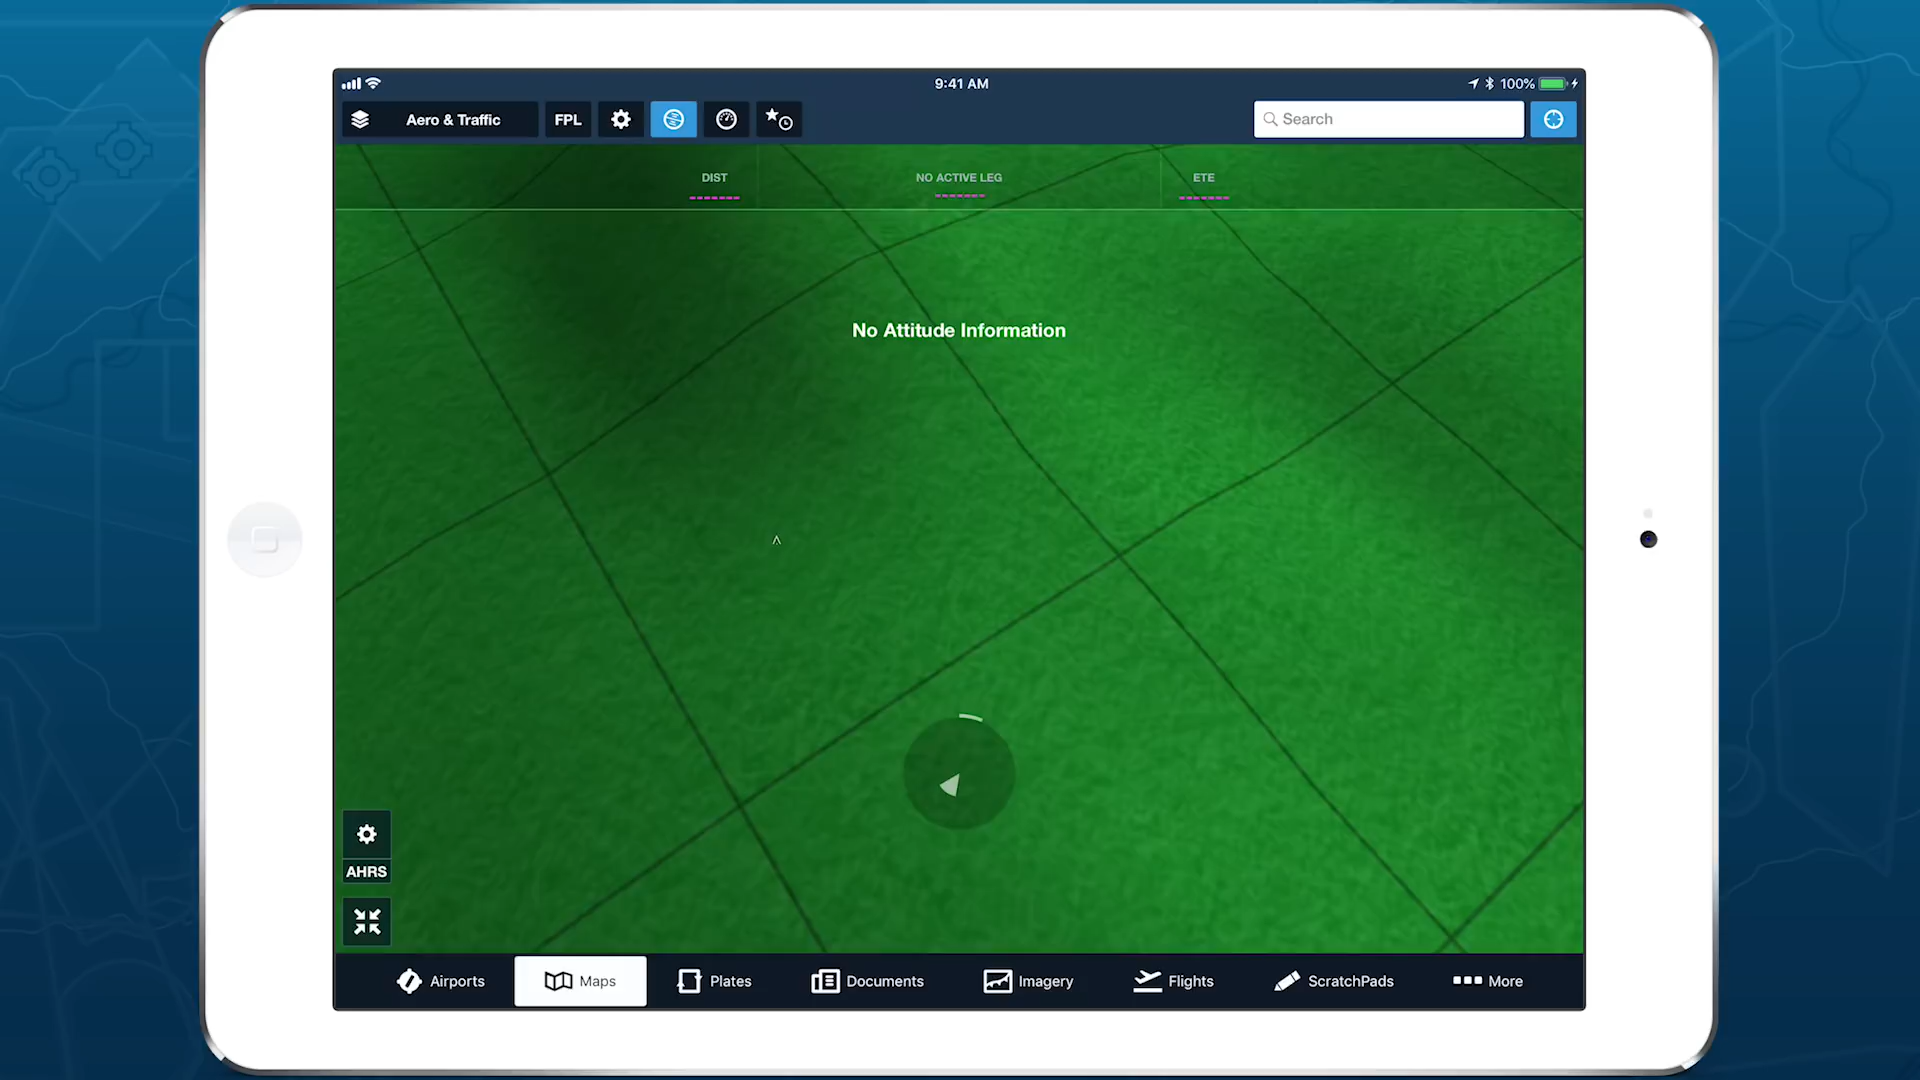 9:41 AM
100%
Aero & Traffic
FPL
Search
DIST
NO ACTIVE LEG
ETE
No Attitude Information
AHRS
Airports
Maps
Plates
Documents
Imagery
Flights
ScratchPads
More